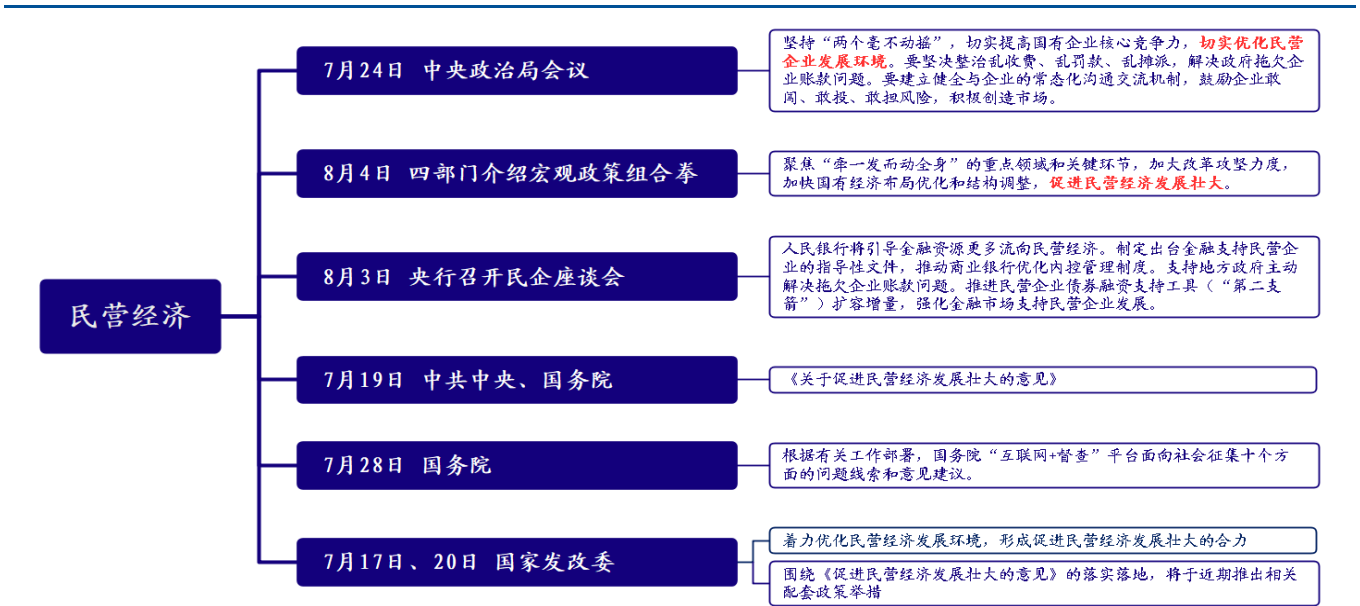 民营经济
7月24日 中央政治局会议
坚持“两个毫不动摇”，切实提高国有企业核心竞争力，切实优化民营
企业发展环境。要坚决整治乱收费、乱罚款、乱摊派，解决政府拖欠企
业账款问题。要建立健全与企业的常态化沟通交流机制，鼓励企业敢
闯、敢投、敢担风险，积极创造市场。
8月4日 四部门介绍宏观政策组合拳
聚焦“牵一发而动全身”的重点领域和关键环节，加大改革攻坚力度，
加快国有经济布局优化和结构调整，促进民营经济发展壮大。
8月3日 央行召开民企座谈会
人民银行将引导金融资源更多流向民营经济。制定出台金融支持民营企
业的指导性文件，推动商业银行优化内控管理制度。支持地方政府主动
解决拖欠企业账款问题。推进民营企业债券融资支持工具（“第二支
箭”）扩容增量，强化金融市场支持民营企业发展。
7月19日 中共中央、国务院
《关于促进民营经济发展壮大的意见》
7月28日 国务院
根据有关工作部署，国务院“互联网+督查”平台面向社会征集十个方
面的问题线索和意见建议。
7月17日、20日 国家发改委
着力优化民营经济发展环境，形成促进民营经济发展壮大的合力
围绕《促进民营经济发展壮大的意见》的落实落地，将于近期推出相关
配套政策举措